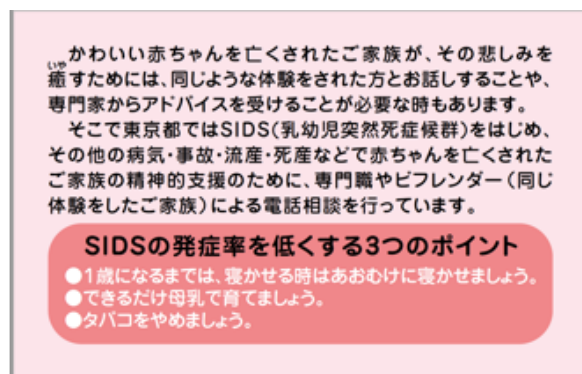 かわいい赤ちゃんを亡くされたご家族が、その悲しみを
癒すためには、同じような体験をされた方とお話しすることや、
専門家からアドバイスを受けることが必要な時もあります。
そこで東京都ではSIDS(乳幼児突然死症候群)をはじめ、
その他の病気・事故・流産・死産などで赤ちゃんを亡くされた
ご家族の精神的支援のために、専門職やビフレンダー(同じ
体験をしたご家族)による電話相談を行っています。
SIDSの発症率を低くする3つのポイント
●1歳になるまでは、寝かせる時はあおむけに寝かせましょう。
●できるだけ母乳で育てましょう。
●タバコをやめましょう。